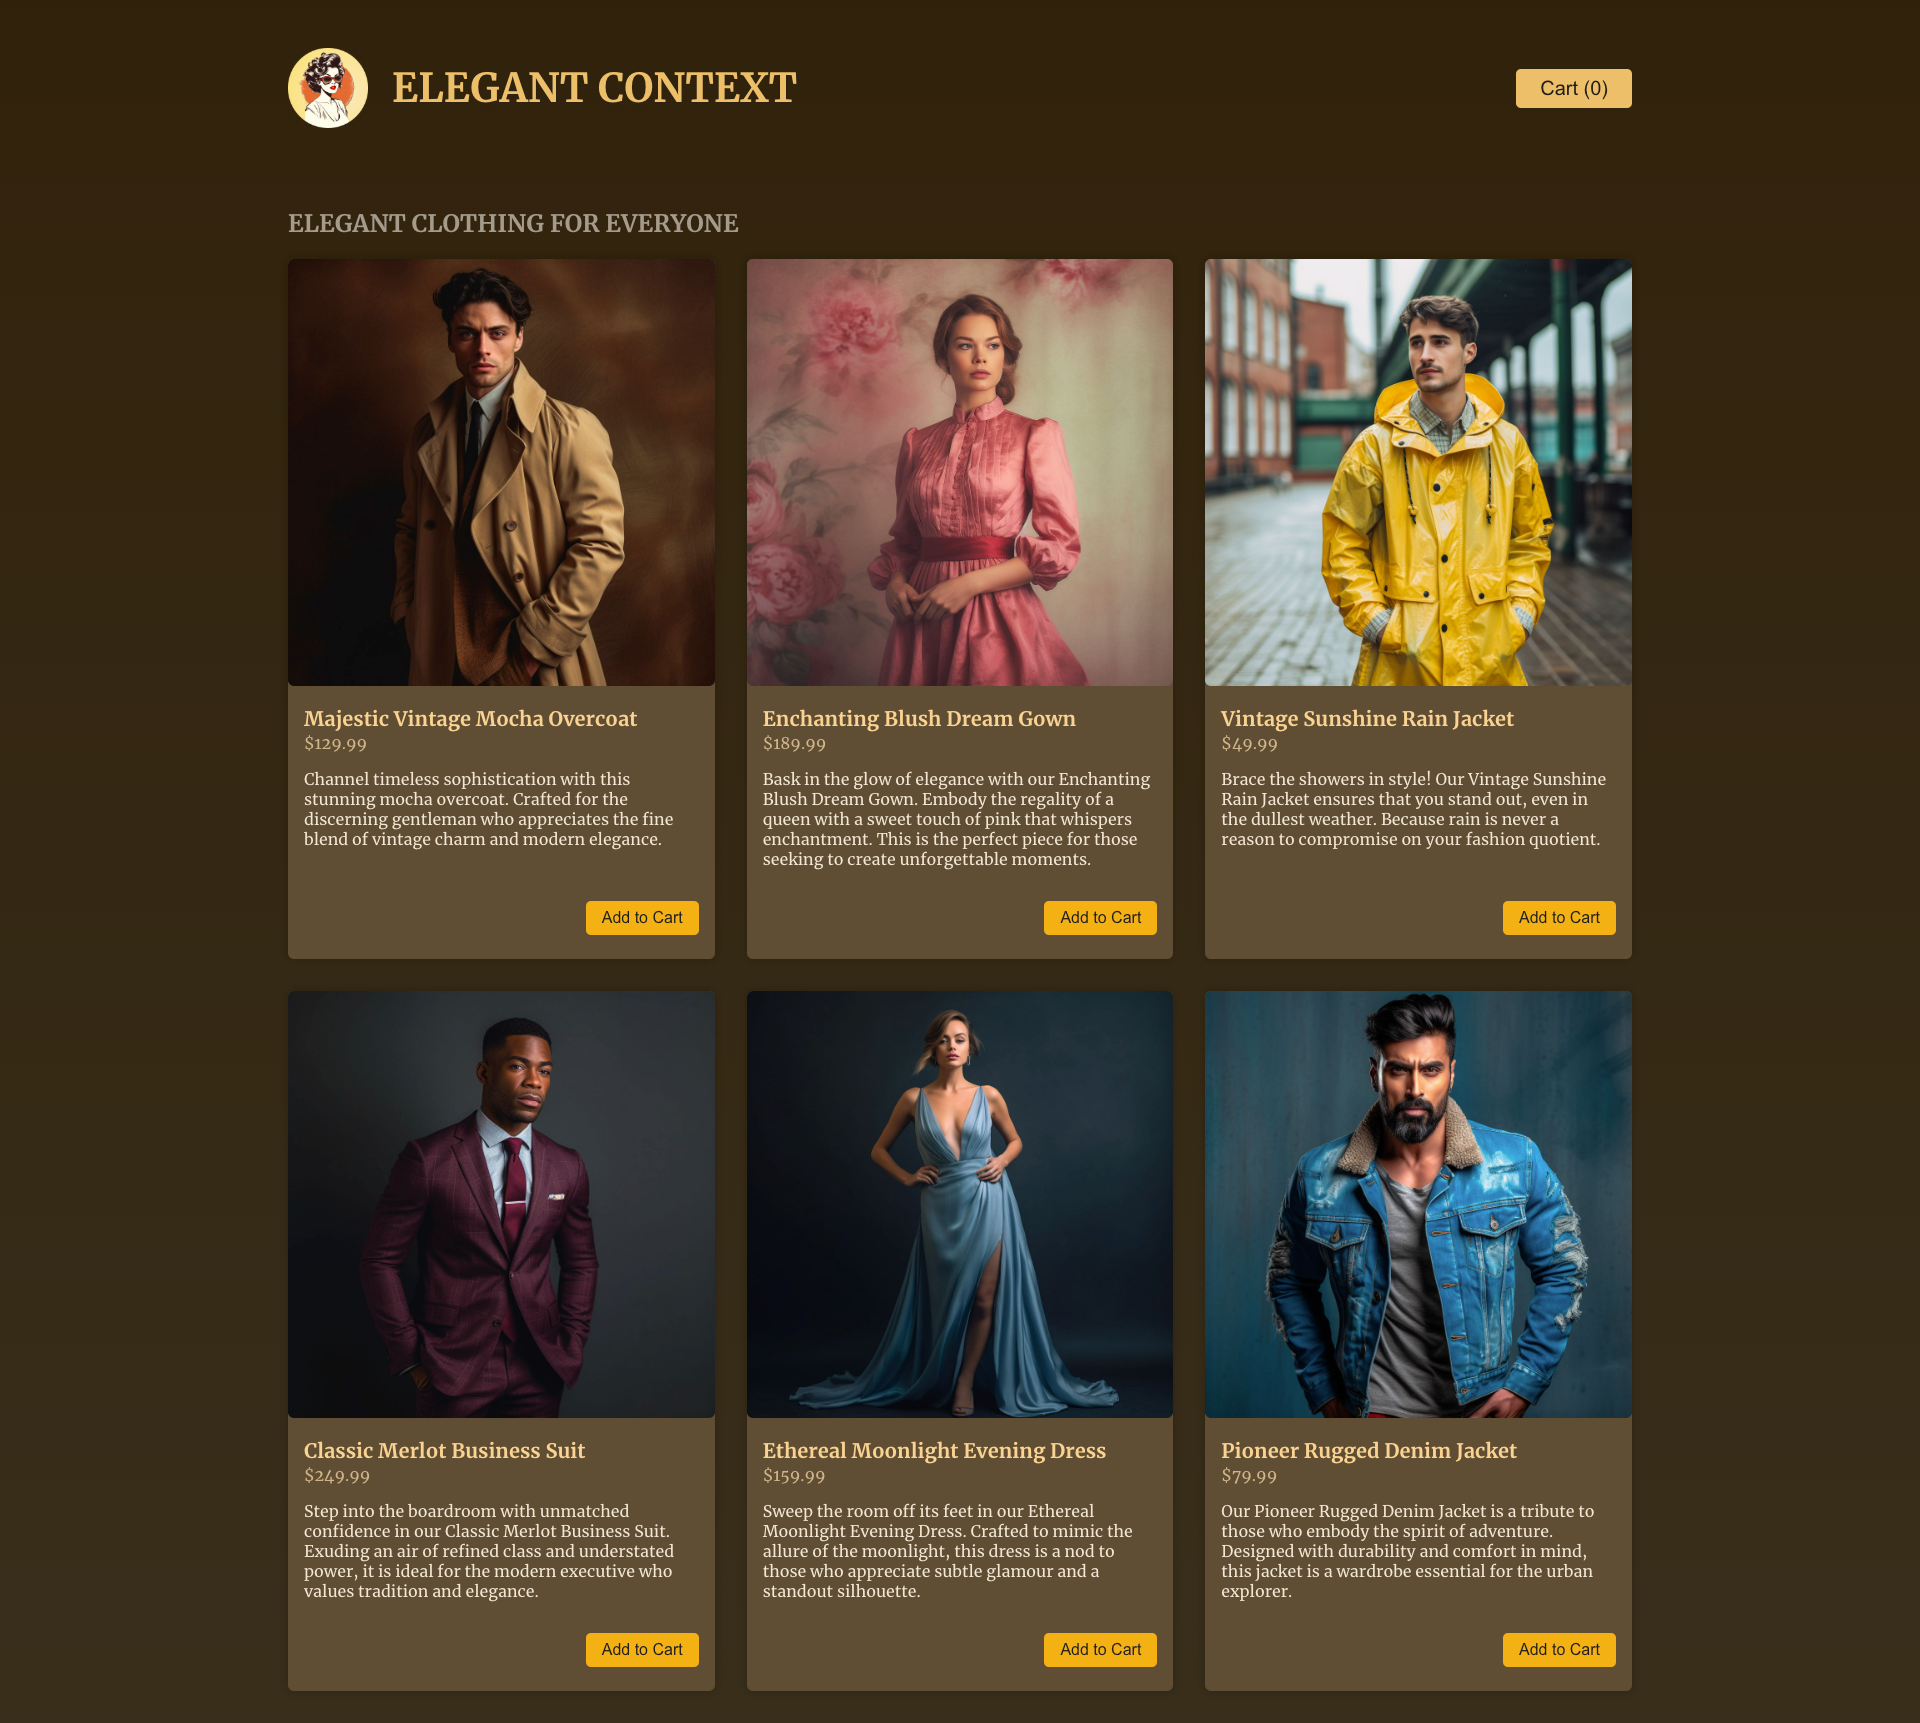 ELEGANT CONTEXT
Cart (0)
ELEGANT CLOTHING FOR EVERYONE
Majestic Vintage Mocha Overcoat
$129.99
Channel timeless sophistication with this
stunning mocha overcoat. Crafted for the
discerning gentleman who appreciates the fine
blend of vintage charm and modern elegance.
Add to Cart
Enchanting Blush Dream Gown
$189.99
Bask in the glow of elegance with our Enchanting
Blush Dream Gown. Embody the regality of a
queen with a sweet touch of pink that whispers
enchantment. This is the perfect piece for those
seeking to create unforgettable moments.
Add to Cart
Vintage Sunshine Rain Jacket
$49.99
Brace the showers in style! Our Vintage Sunshine
Rain Jacket ensures that you stand out, even in
the dullest weather. Because rain is never a
reason to compromise on your fashion quotient.
Add to Cart
Classic Merlot Business Suit
$249.99
Step into the boardroom with unmatched
confidence in our Classic Merlot Business Suit.
Exuding an air of refined class and understated
power, it is ideal for the modern executive who
values tradition and elegance.
Add to Cart
Ethereal Moonlight Evening Dress
$159.99
Sweep the room off its feet in our Ethereal
Moonlight Evening Dress. Crafted to mimic the
allure of the moonlight, this dress is a nod to
those who appreciate subtle glamour and a
standout silhouette.
Add to Cart
Pioneer Rugged Denim Jacket
$79.99
Our Pioneer Rugged Denim Jacket is a tribute to
those who embody the spirit of adventure.
Designed with durability and comfort in mind,
this jacket is a wardrobe essential for the urban
explorer.
Add to Cart